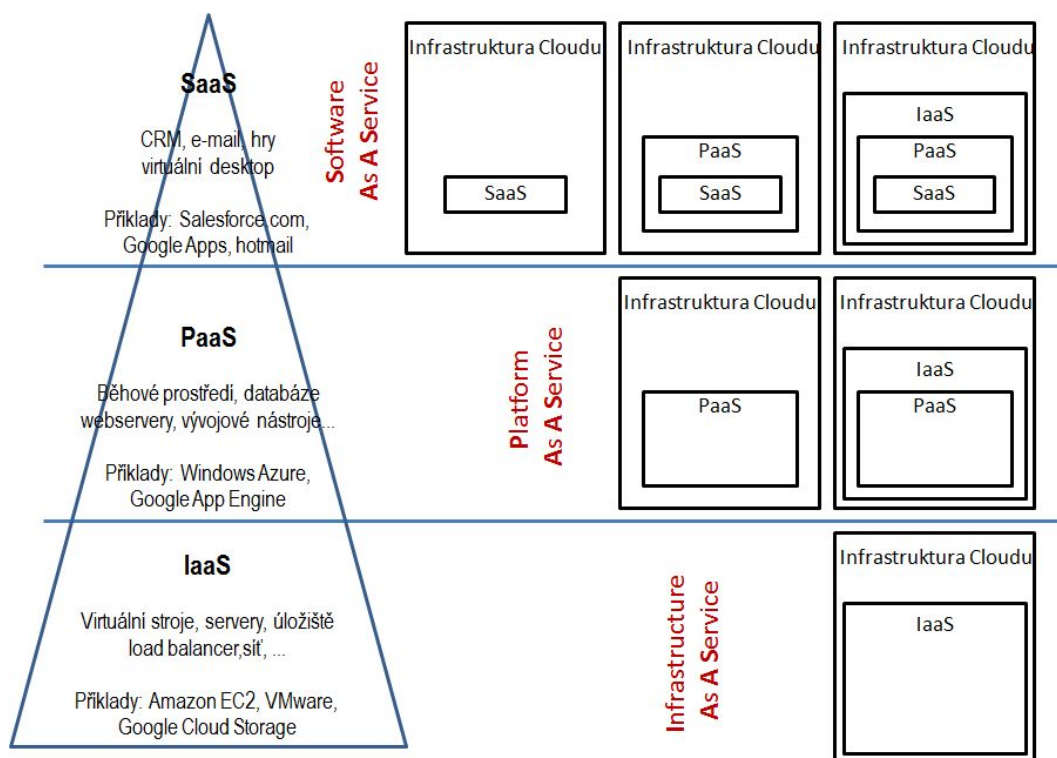 SaaS
CRM, e-mail, hry
virtuální desktop
Příklady: Salesforce.com,
Google Apps, hotmail
Software
As A Service
Infrastruktura Cloudu
SaaS
Infrastruktura Cloudu
PaaS
SaaS
Infrastruktura Cloudu
IaaS
PaaS
SaaS
PaaS
Běhové prostředí, databáze
webservery, vývojové nástroje...
Příklady: Windows Azure,
Google App Engine
Platform
As A Service
Infrastruktura Cloudu
PaaS
Infrastruktura Cloudu
IaaS
PaaS
IaaS
Virtuální stroje, servery, úložiště
load balancer,síť, ...
Příklady: Amazon EC2, VMware,
Google Cloud Storage
Infrastructure
As A Service
Infrastruktura Cloudu
IaaS